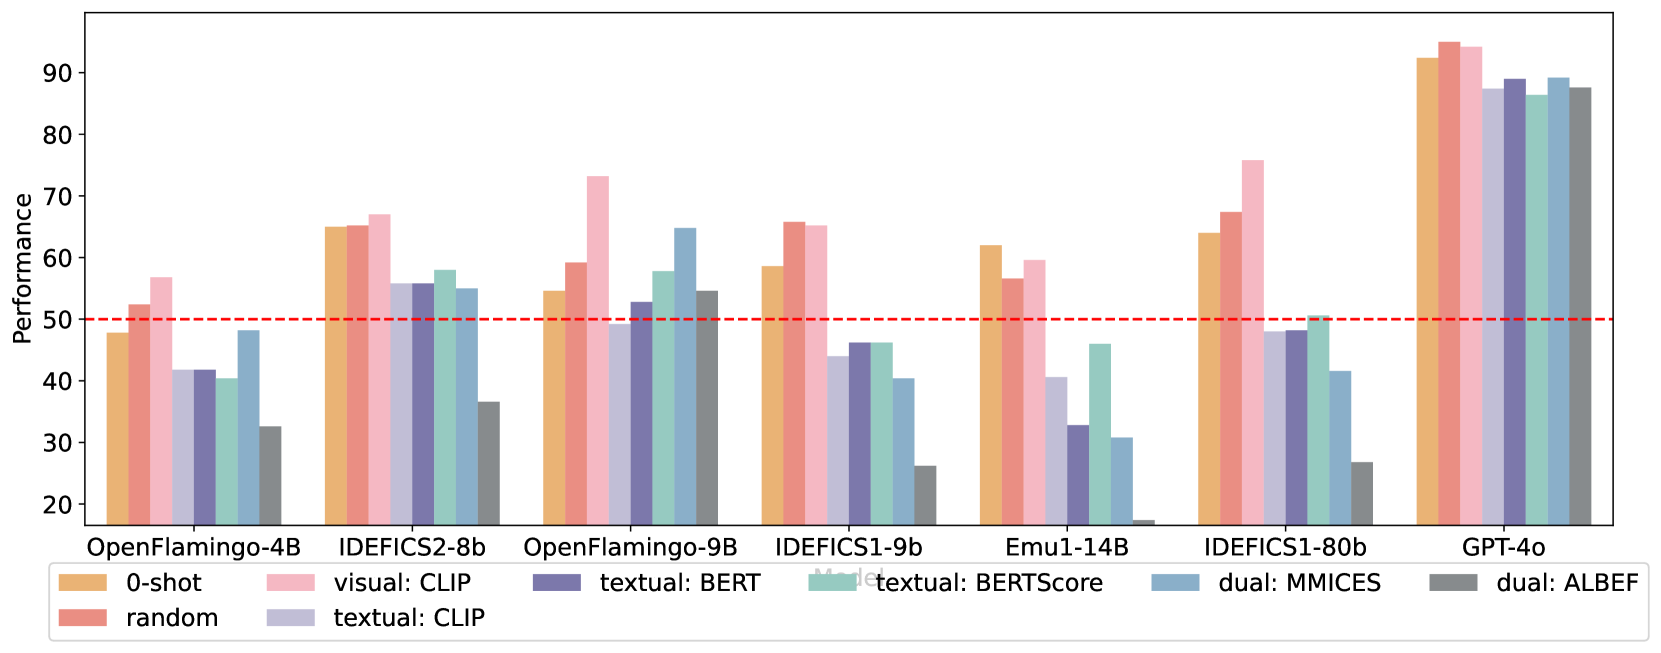 Performance
90
80
70
60
50
40
30
20
OpenFlamingo-4B IDEFICS2-8b OpenFlamingo-9B IDEFICS1-9b Emu1-14B IDEFICS1-80b GPT-4o
Model
0-shot visual: CLIP textual: BERT textual: BERTScore dual: MMICES dual: ALBEF
random textual: CLIP